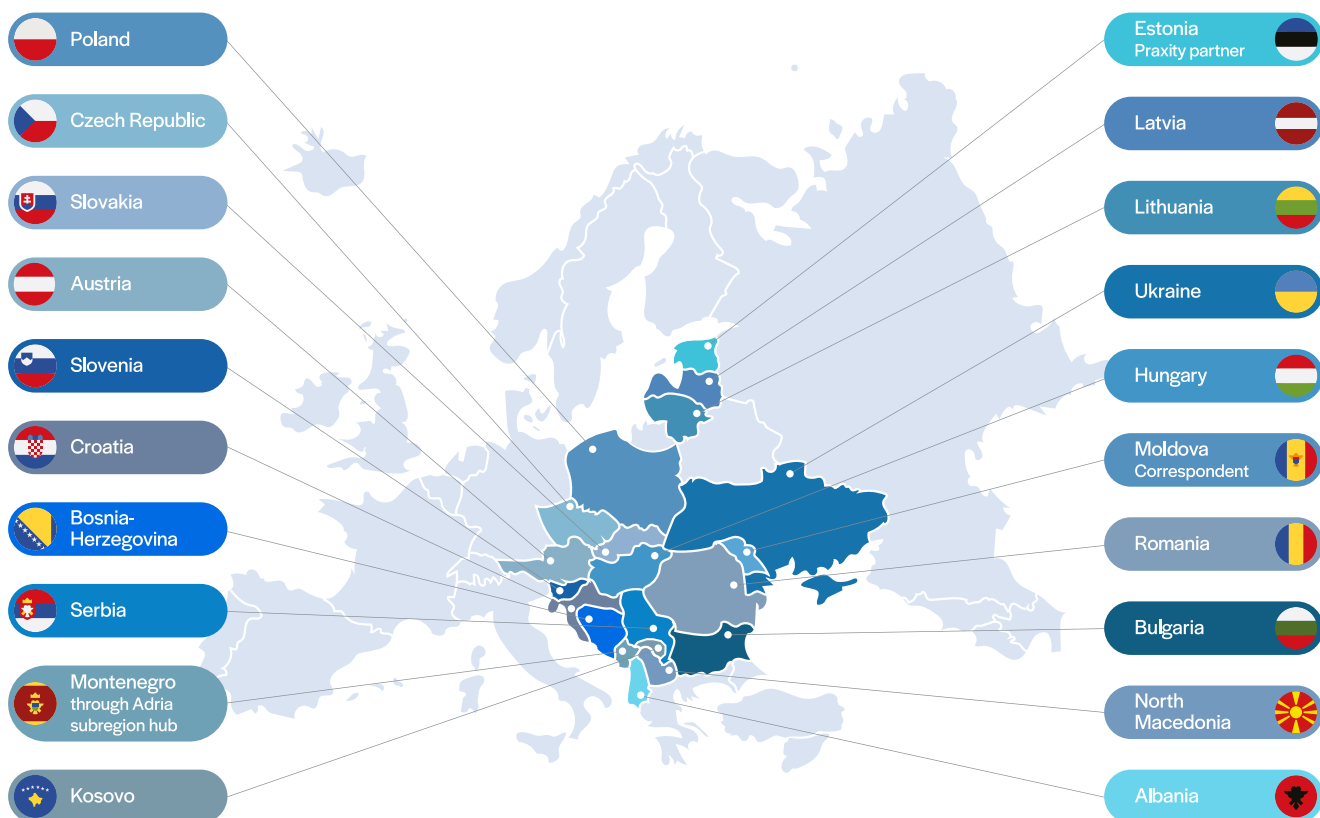 Poland
Czech Republic
Slovakia
Austria
Slovenia
Croatia
Bosnia-
Herzegovina
Serbia
Montenegro
through Adria
subregion hub
Kosovo
Estonia
Praxity partner
Latvia
Lithuania
Ukraine
Hungary
Moldova
Correspondent
Romania
Bulgaria
North
Macedonia
Albania